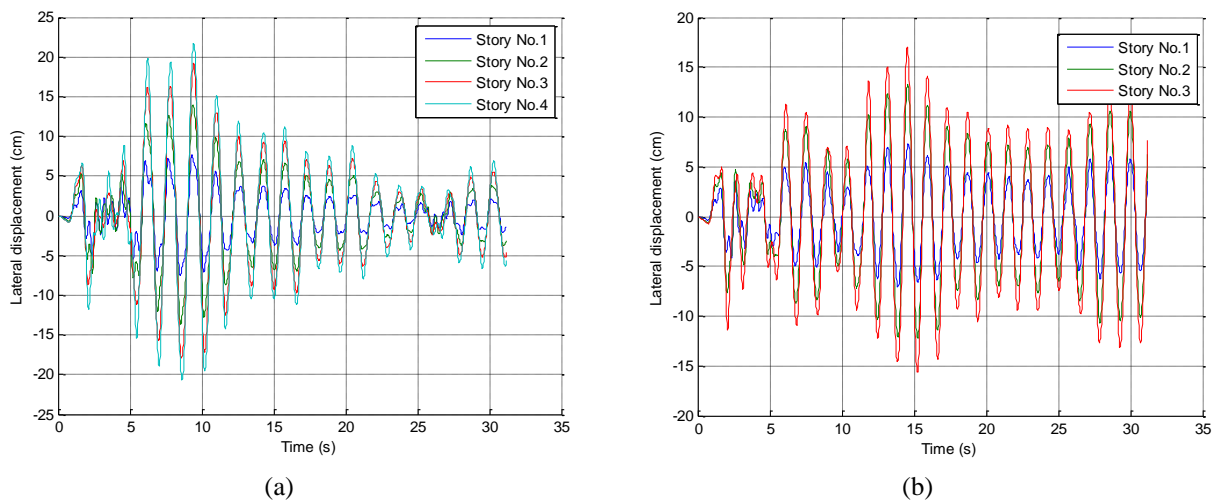 25
20
15
10
5
0
-5
-10
-15
-20
-25
Lateral displacement (cm)
0 5 10 15 20 25 30 35
Time (s)
Story No.1
Story No.2
Story No.3
Story No.4
(a)
20
15
10
5
0
-5
-10
-15
-20
Lateral displacement (cm)
0 5 10 15 20 25 30 35
Time (s)
Story No.1
Story No.2
Story No.3
(b)